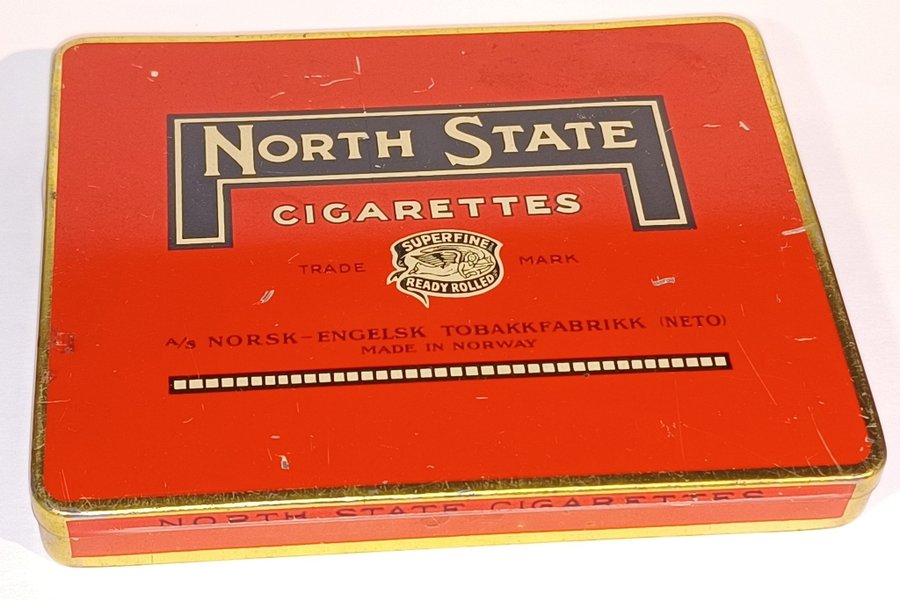 NORTH STATE
CIGARETTES
SUPERFINE
TRADE MARK
READY ROLLED
A/S NORSK-ENGELSK TOBAKKFABRIKK (NETO)
MADE IN NORWAY
NORTH STATE CIGARETTES